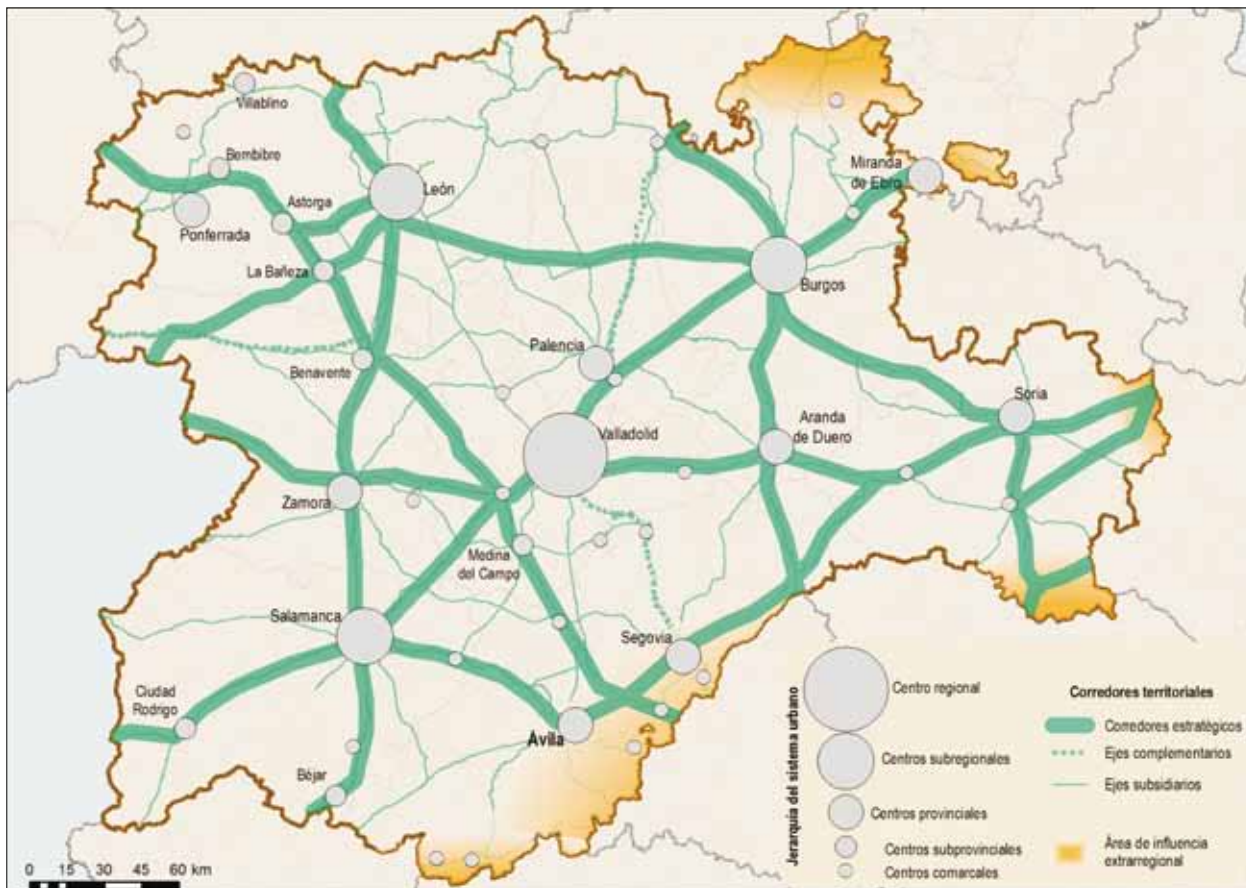 Villablino
Bembibre
Ponferrada
Astorga
León
La Bañeza
Miranda
de Ebro
Burgos
Benavente
Palencia
Soria
Valladolid
Aranda
de Duero
Zamora
Medina
del Campo
Salamanca
Segovia
Ciudad
Rodrigo
Ávila
Béjar
0 15 30 45 60 km
Jerarquía del sistema urbano
Centro regional
Centros subregionales
Centros provinciales
Centros subprovinciales
Centros comarcales
Corredores territoriales
Corredores estratégicos
Ejes complementarios
Ejes subsidiarios
Área de influencia
extrarregional